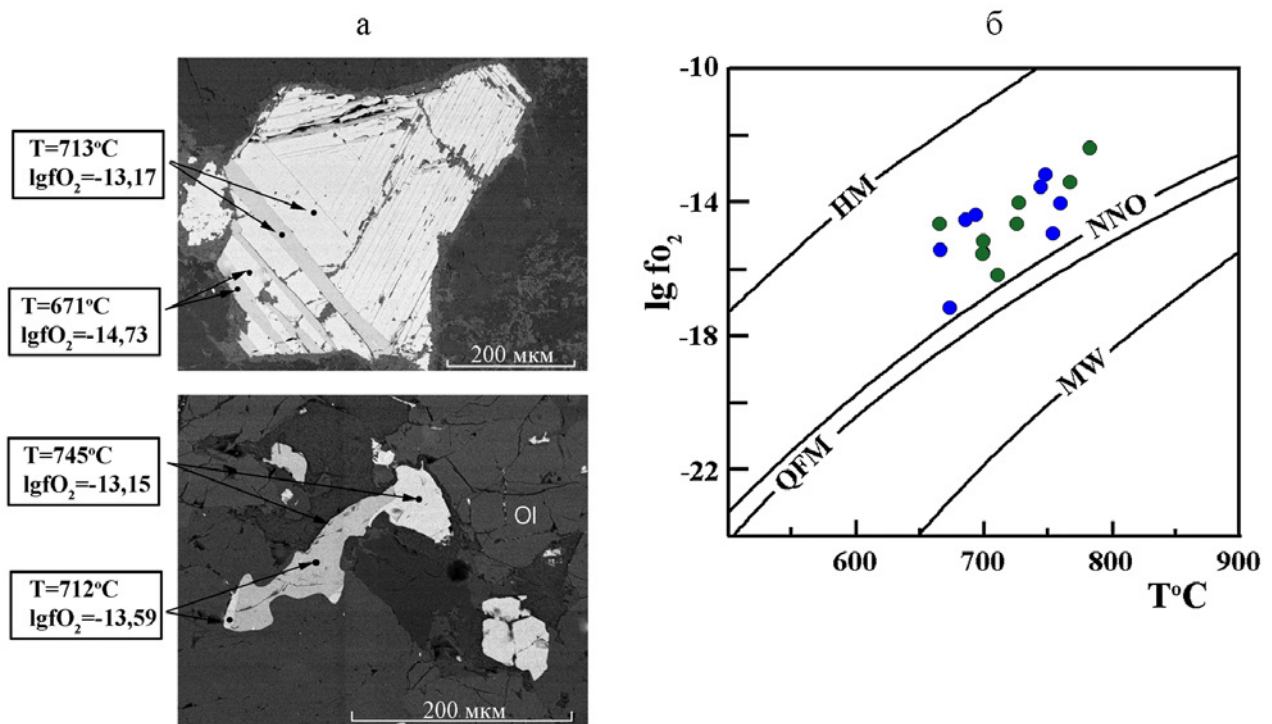 а
T=713°C
lgfO₂=-13,17
T=671°C
lgfO₂=-14,73
200 мкм
T=745°C
lgfO₂=-13,15
T=712°C
lgfO₂=-13,59
Ol
200 мкм
б
-10
-14
-18
-22
lg fo₂
HM
NNO
QFM
MW
600
700
800
900
T°C